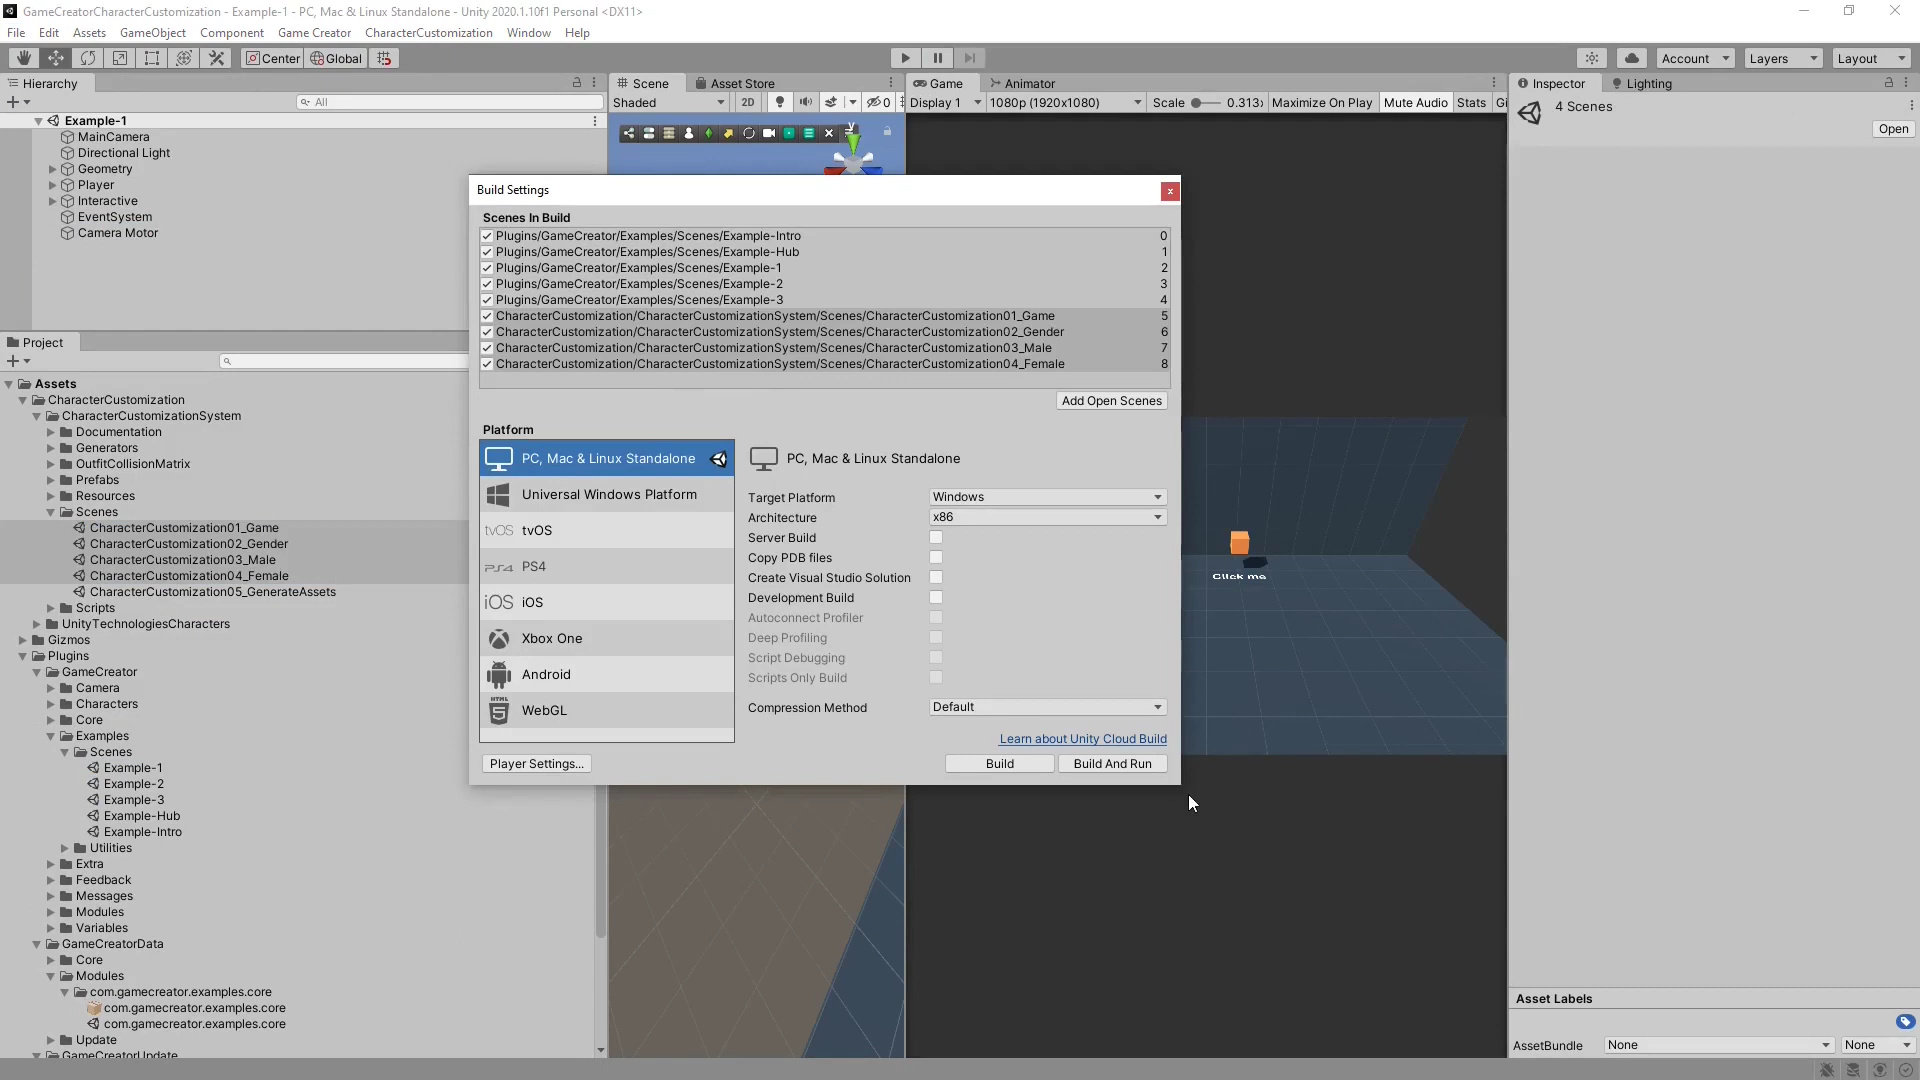 GameCreatorCharacterCustomization - Example-1 - PC, Mac & Linux Standalone - Unity 2020.1.10f1 Personal <DX11>
File Edit Assets GameObject Component Game Creator CharacterCustomization Window Help
Center Global Account Layers Layout
Hierarchy
All
Example-1
MainCamera
Directional Light
Geometry
Player
Interactive
EventSystem
Camera Motor
Scene Asset Store
Shaded 2D 0
y
Game Animator
Display 1 1080p (1920x1080) Scale 0.313x Maximize On Play Mute Audio Stats Gi
Inspector Lighting
4 Scenes
Open
Project
Assets
CharacterCustomization
CharacterCustomizationSystem
Documentation
Generators
OutfitCollisionMatrix
Prefabs
Resources
Scenes
CharacterCustomization01_Game
CharacterCustomization02_Gender
CharacterCustomization03_Male
CharacterCustomization04_Female
CharacterCustomization05_GenerateAssets
Scripts
UnityTechnologiesCharacters
Gizmos
Plugins
GameCreator
Camera
Characters
Core
Examples
Scenes
Example-1
Example-2
Example-3
Example-Hub
Example-Intro
Utilities
Extra
Feedback
Messages
Modules
Variables
GameCreatorData
Core
Modules
com.gamecreator.examples.core
com.gamecreator.examples.core
com.gamecreator.examples.core
Update
GameCreatorUpdate
Build Settings
x
Scenes In Build
Plugins/GameCreator/Examples/Scenes/Example-Intro 0
Plugins/GameCreator/Examples/Scenes/Example-Hub 1
Plugins/GameCreator/Examples/Scenes/Example-1 2
Plugins/GameCreator/Examples/Scenes/Example-2 3
Plugins/GameCreator/Examples/Scenes/Example-3 4
CharacterCustomization/CharacterCustomizationSystem/Scenes/CharacterCustomization01_Game 5
CharacterCustomization/CharacterCustomizationSystem/Scenes/CharacterCustomization02_Gender 6
CharacterCustomization/CharacterCustomizationSystem/Scenes/CharacterCustomization03_Male 7
CharacterCustomization/CharacterCustomizationSystem/Scenes/CharacterCustomization04_Female 8
Add Open Scenes
Platform
PC, Mac & Linux Standalone
Universal Windows Platform
tvOS tvOS
PS4 PS4
iOS iOS
Xbox One
Android
HTML 5 WebGL
PC, Mac & Linux Standalone
Target Platform Windows
Architecture x86
Server Build
Copy PDB files
Create Visual Studio Solution
Development Build
Autoconnect Profiler
Deep Profiling
Script Debugging
Scripts Only Build
Compression Method Default
Learn about Unity Cloud Build
Player Settings... Build Build And Run
Click me
Asset Labels
AssetBundle None None